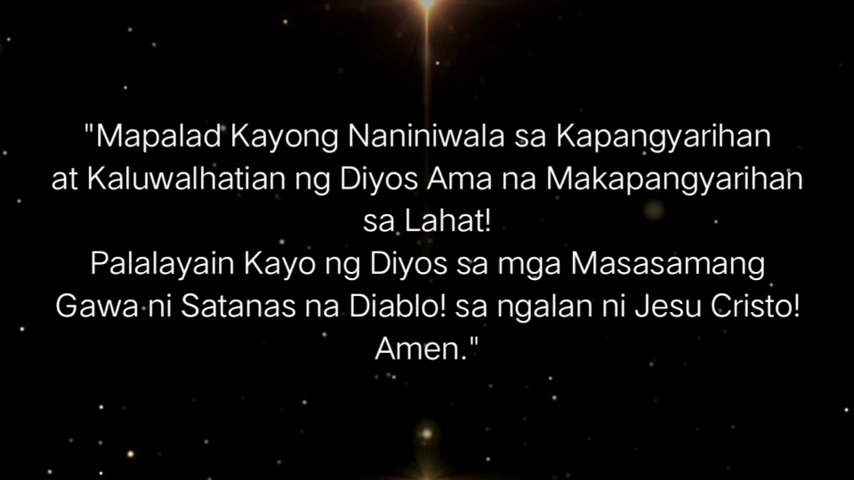 "Mapalad Kayong Naniniwala sa Kapangyarihan
at Kaluwalhatian ng Diyos Ama na Makapangyarihan
sa Lahat!
Palalayain Kayo ng Diyos sa mga Masasamang
Gawa ni Satanas na Diablo! sa ngalan ni Jesu Cristo!
Amen."